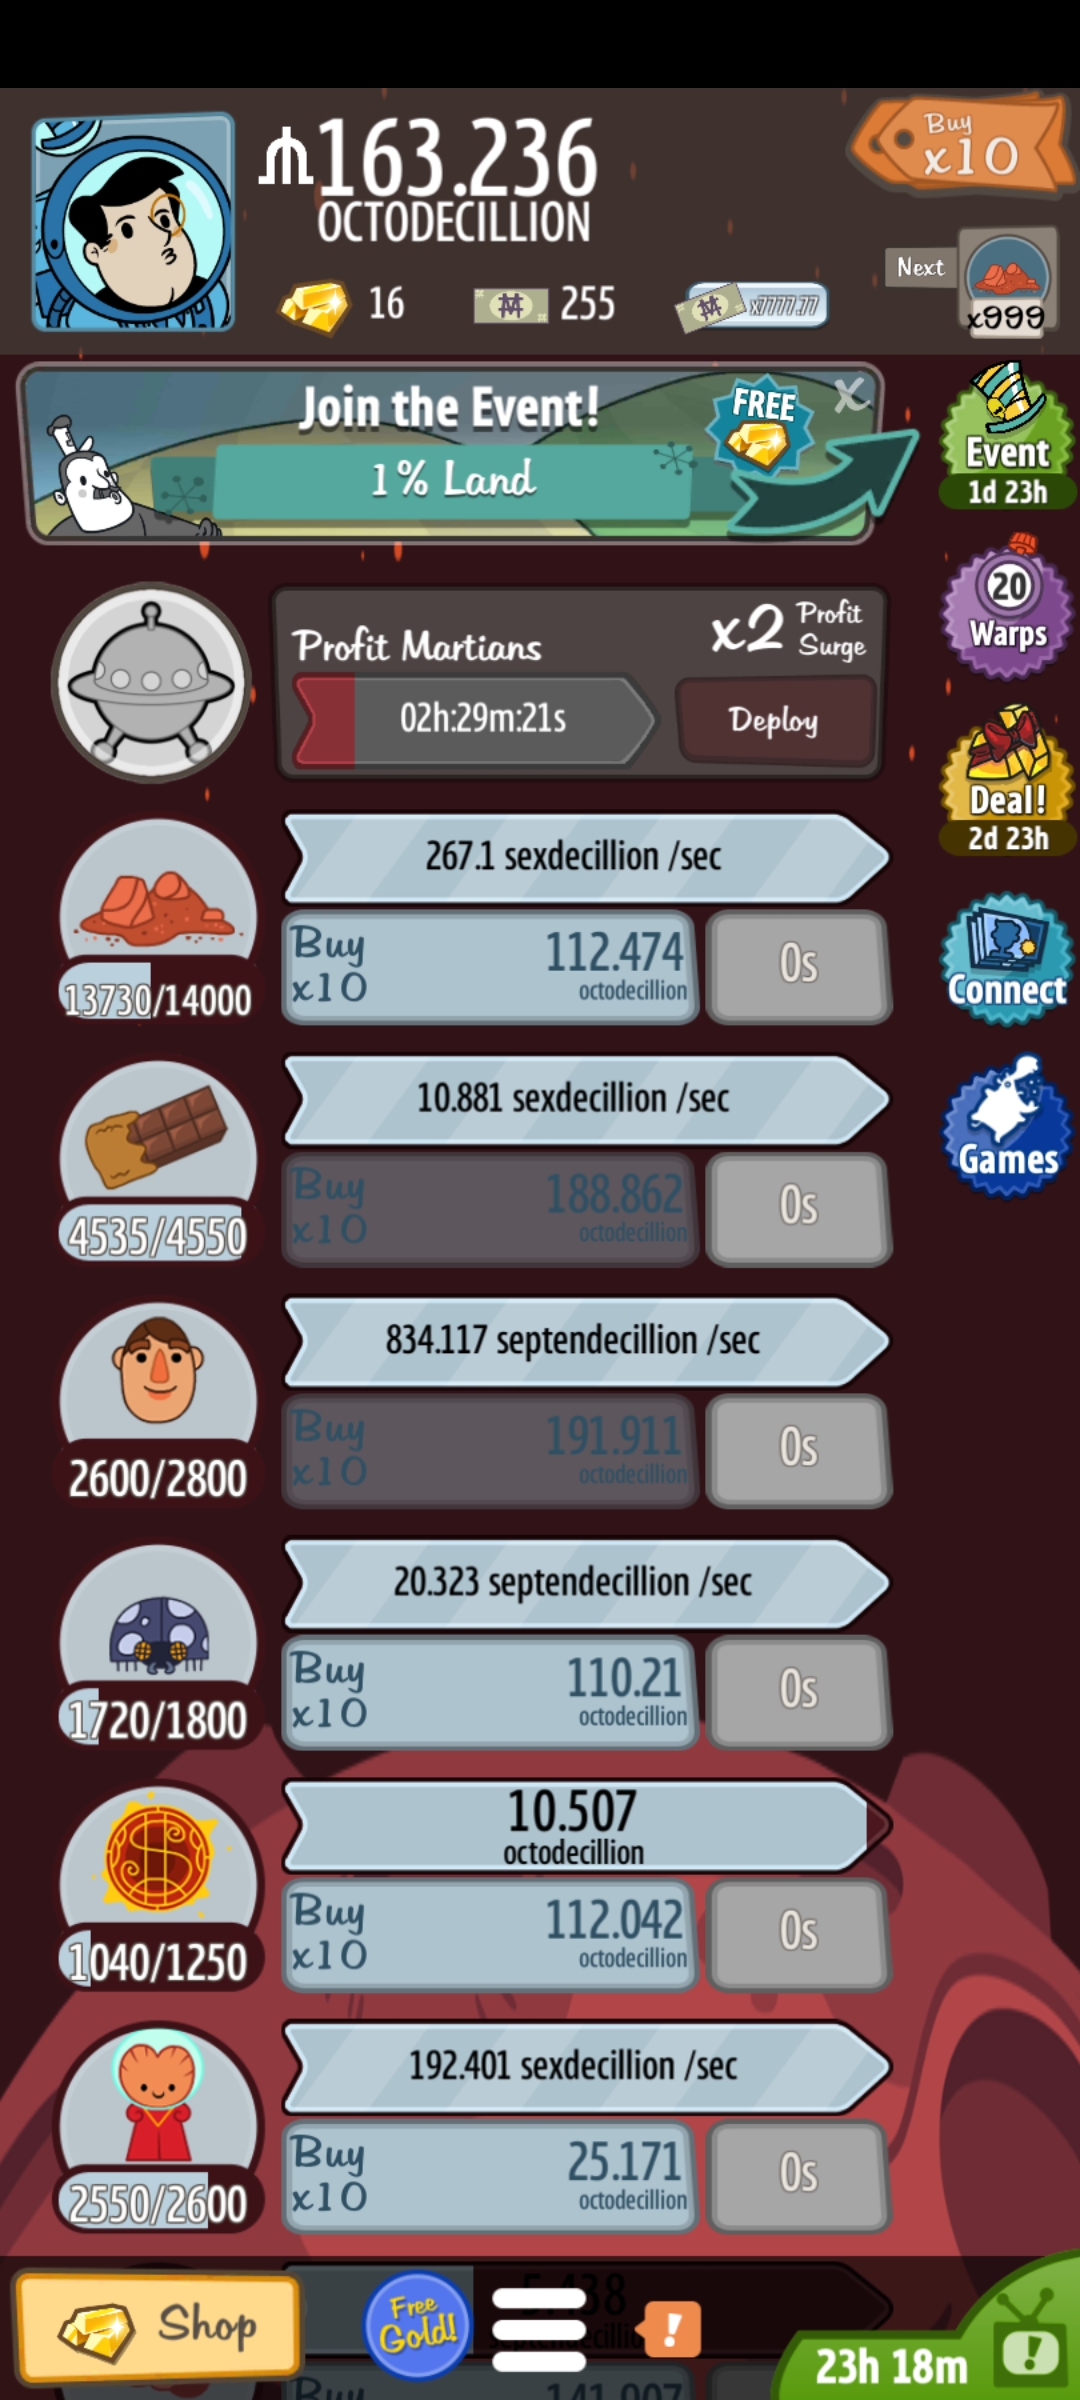 163.236
OCTODECILLION
Buy
x10
16
255
x7777.77
Next
x999
Join the Event!
1% Land
FREE
X
Event
1d 23h
Profit Martians
x2 Profit Surge
02h:29m:21s
Deploy
20
Warps
Deal!
2d 23h
267.1 sexdecillion /sec
Buy
x10
112.474
octodecillion
0s
13730/14000
Connect
10.881 sexdecillion /sec
Buy
x10
188.862
octodecillion
0s
4535/4550
Games
834.117 septendecillion /sec
Buy
x10
191.911
octodecillion
0s
2600/2800
20.323 septendecillion /sec
Buy
x10
110.21
octodecillion
0s
1720/1800
10.507
octodecillion
Buy
x10
112.042
octodecillion
0s
1040/1250
192.401 sexdecillion /sec
Buy
x10
25.171
octodecillion
0s
2550/2600
Shop
Free
Gold!
!
23h 18m
!